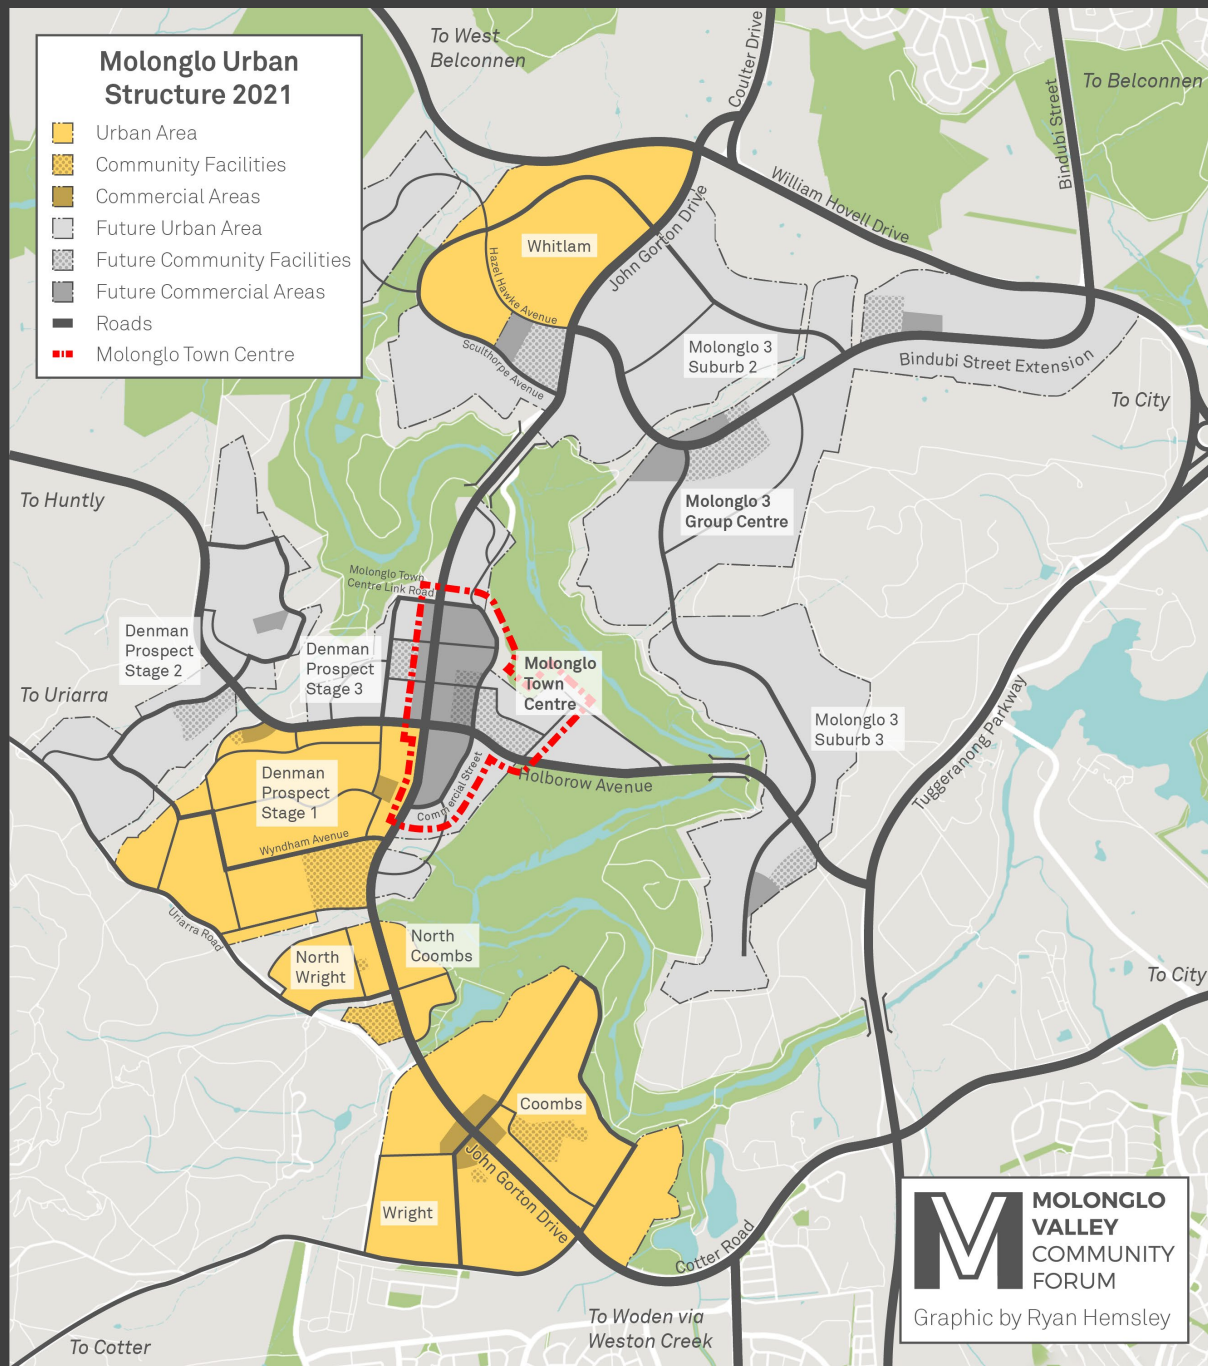 Molonglo Urban
Structure 2021
Urban Area
Community Facilities
Commercial Areas
Future Urban Area
Future Community Facilities
Future Commercial Areas
Roads
Molonglo Town Centre
To West
Belconnen
Coulter Drive
Bindubi Street
To Belconnen
William Hovell Drive
John Gorton Drive
Whitlam
Hazel Hawke Avenue
Sculthorpe Avenue
Molonglo 3
Suburb 2
Bindubi Street Extension
To City
To Huntly
Molonglo 3
Group Centre
Molonglo Town
Centre Link Road
Denman
Prospect
Stage 2
Denman
Prospect
Stage 3
Molonglo
Town
Centre
To Uriarra
Molonglo 3
Suburb 3
Tuggeranong Parkway
Denman
Prospect
Stage 1
Commercial Street
Holborow Avenue
Wyndham Avenue
Uriarra Road
North
Coombs
North
Wright
To City
Coombs
John Gorton Drive
Wright
Cotter Road
To Woden via
Weston Creek
To Cotter
MOLONGLO
VALLEY
COMMUNITY
FORUM
Graphic by Ryan Hemsley